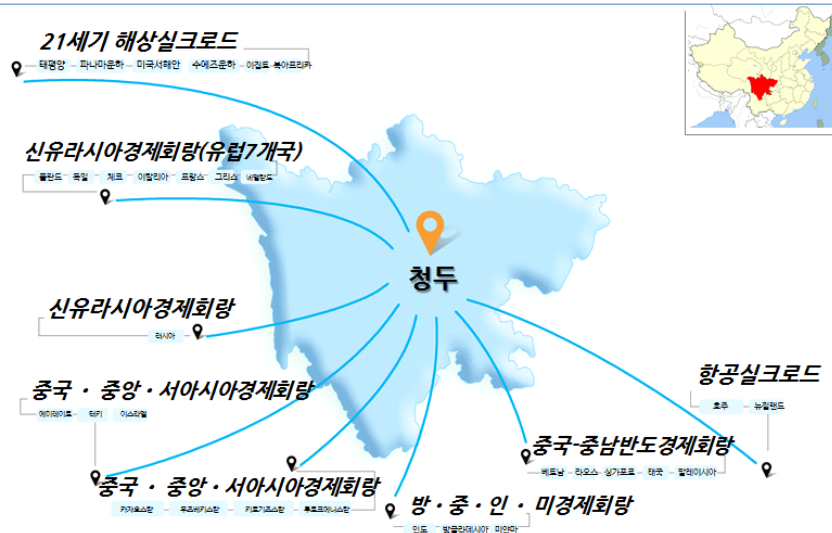 21세기 해상실크로드
태평양 파나마운하 미국서해안 수에즈운하 이집트·북아프리카
신유라시아경제회랑(유럽7개국)
폴란드 독일 체코 이탈리아 프랑스 그리스 네덜란드
청두
신유라시아경제회랑
러시아
항공실크로드
호주 뉴질랜드
중국 · 중앙 · 서아시아경제회랑
에미레이트 터키 이스라엘
중국-중남반도경제회랑
베트남 라오스 싱가포르 태국 말레이시아
중국 · 중앙 · 서아시아경제회랑
카자흐스탄 우즈베키스탄 키르기즈스탄 투르크메니스탄
방 · 중 · 인 · 미경제회랑
인도 방글라데시아 미얀마